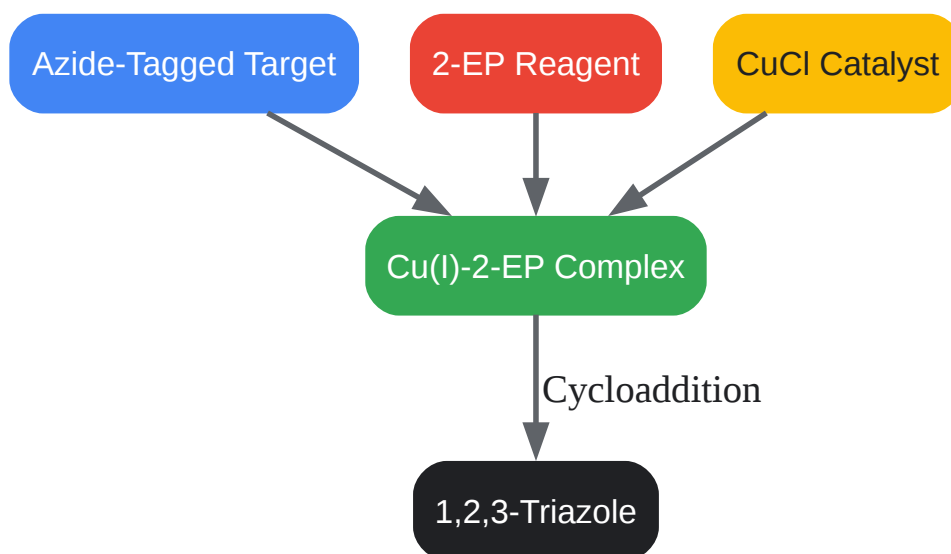 Azide-Tagged Target
2-EP Reagent
CuCl Catalyst
Cu(I)-2-EP Complex
Cycloaddition
1,2,3-Triazole